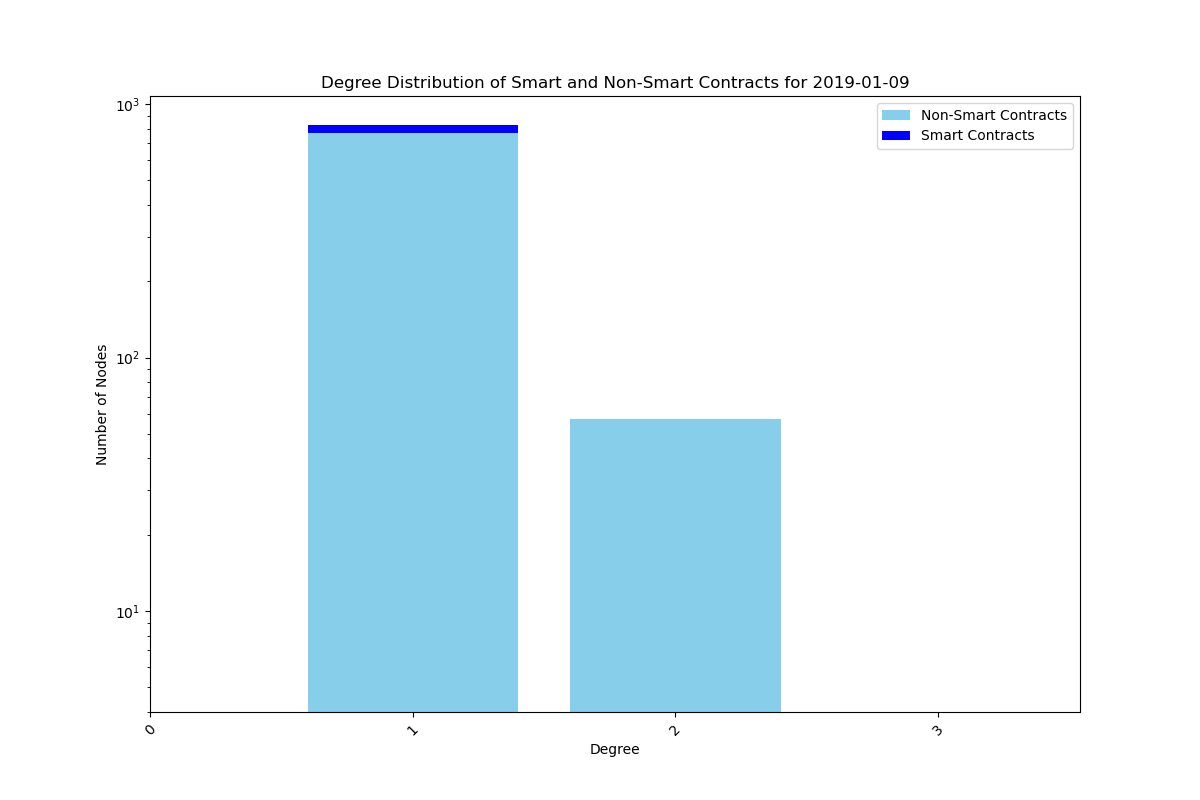 Degree Distribution of Smart and Non-Smart Contracts for 2019-01-09
Non-Smart Contracts
Smart Contracts
10³
10²
10¹
Number of Nodes
0
1
2
3
Degree